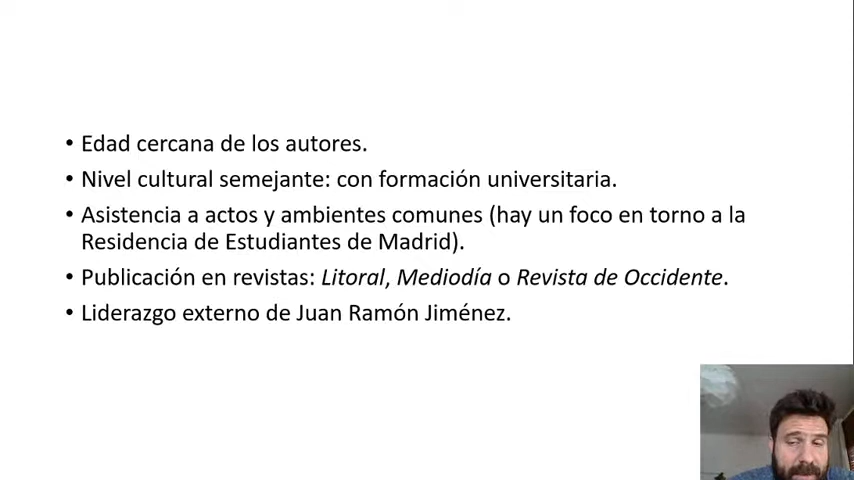 • Edad cercana de los autores.
• Nivel cultural semejante: con formación universitaria.
• Asistencia a actos y ambientes comunes (hay un foco en torno a la
Residencia de Estudiantes de Madrid).
• Publicación en revistas: Litoral, Mediodía o Revista de Occidente.
• Liderazgo externo de Juan Ramón Jiménez.